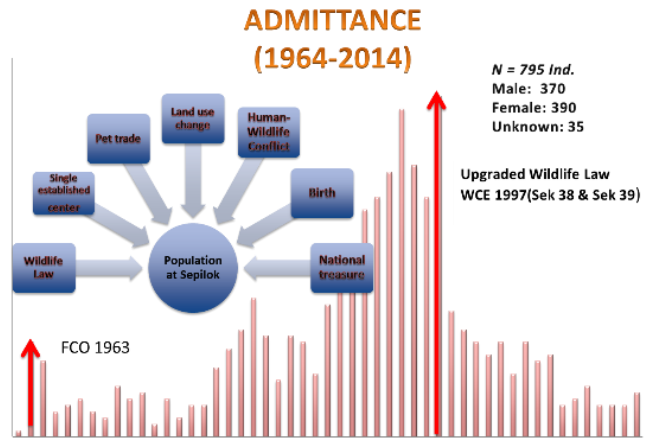 ADMITTANCE
(1964-2014)
N = 795 Ind.
Male: 370
Female: 390
Unknown: 35
Upgraded Wildlife Law
WCE 1997(Sek 38 & Sek 39)
Land use
change
Human-
Wildlife
Conflict
Pet trade
Single
established
center
Birth
Wildlife
Law
Population
at Sepilok
National
treasure
FCO 1963